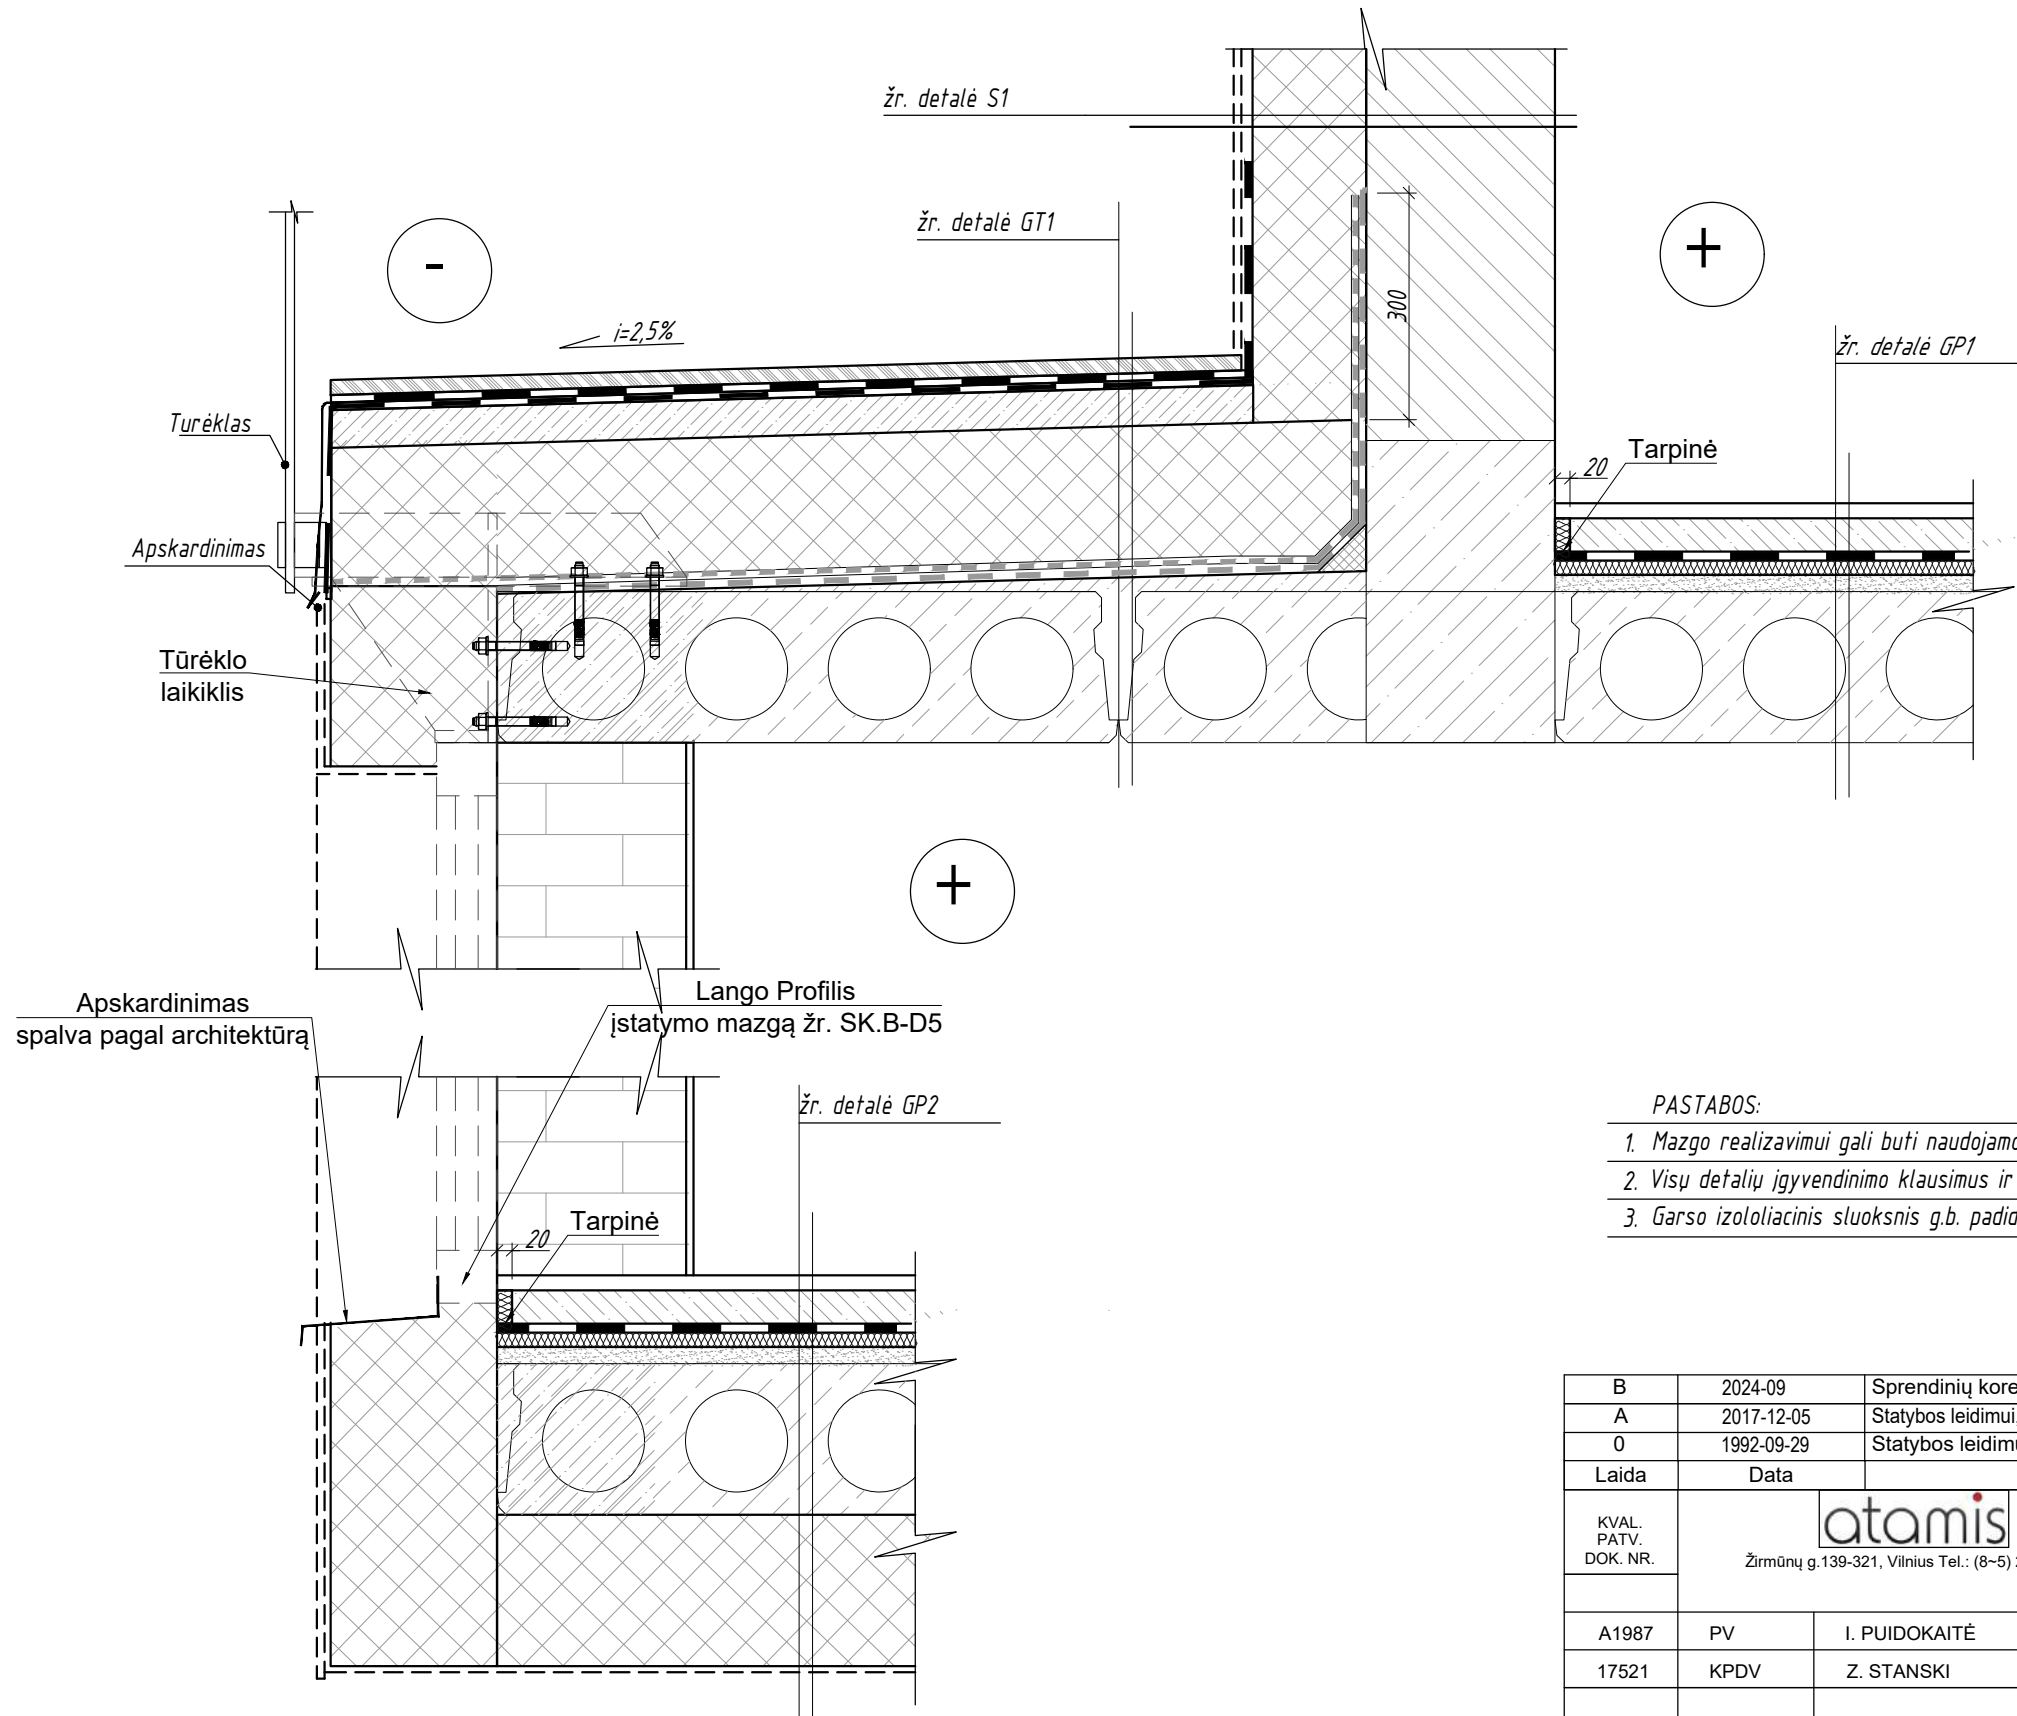 žr. detalė S1
žr. detalė GT1
-
+
300
i=2,5%
žr. detalė GP1
Turėklas
20
Tarpinė
Apskardinimas
Tūrėklo
laikiklis
+
Apskardinimas
spalva pagal architektūrą
Lango Profilis
įstatymo mazgą žr. SK.B-D5
žr. detalė GP2
20
Tarpinė
PASTABOS:
1. Mazgo realizavimui gali buti naudojamo
2. Visų detalių įgyvendinimo klausimus ir
3. Garso izololiacinis sluoksnis g.b. padid
B 2024-09 Sprendinių kore
A 2017-12-05 Statybos leidimui,
0 1992-09-29 Statybos leidimu
Laida Data
KVAL.
PATV.
DOK. NR.
atamis
Žirmūnų g.139-321, Vilnius Tel.: (8~5)
A1987 PV I. PUIDOKAITĖ
17521 KPDV Z. STANSKI